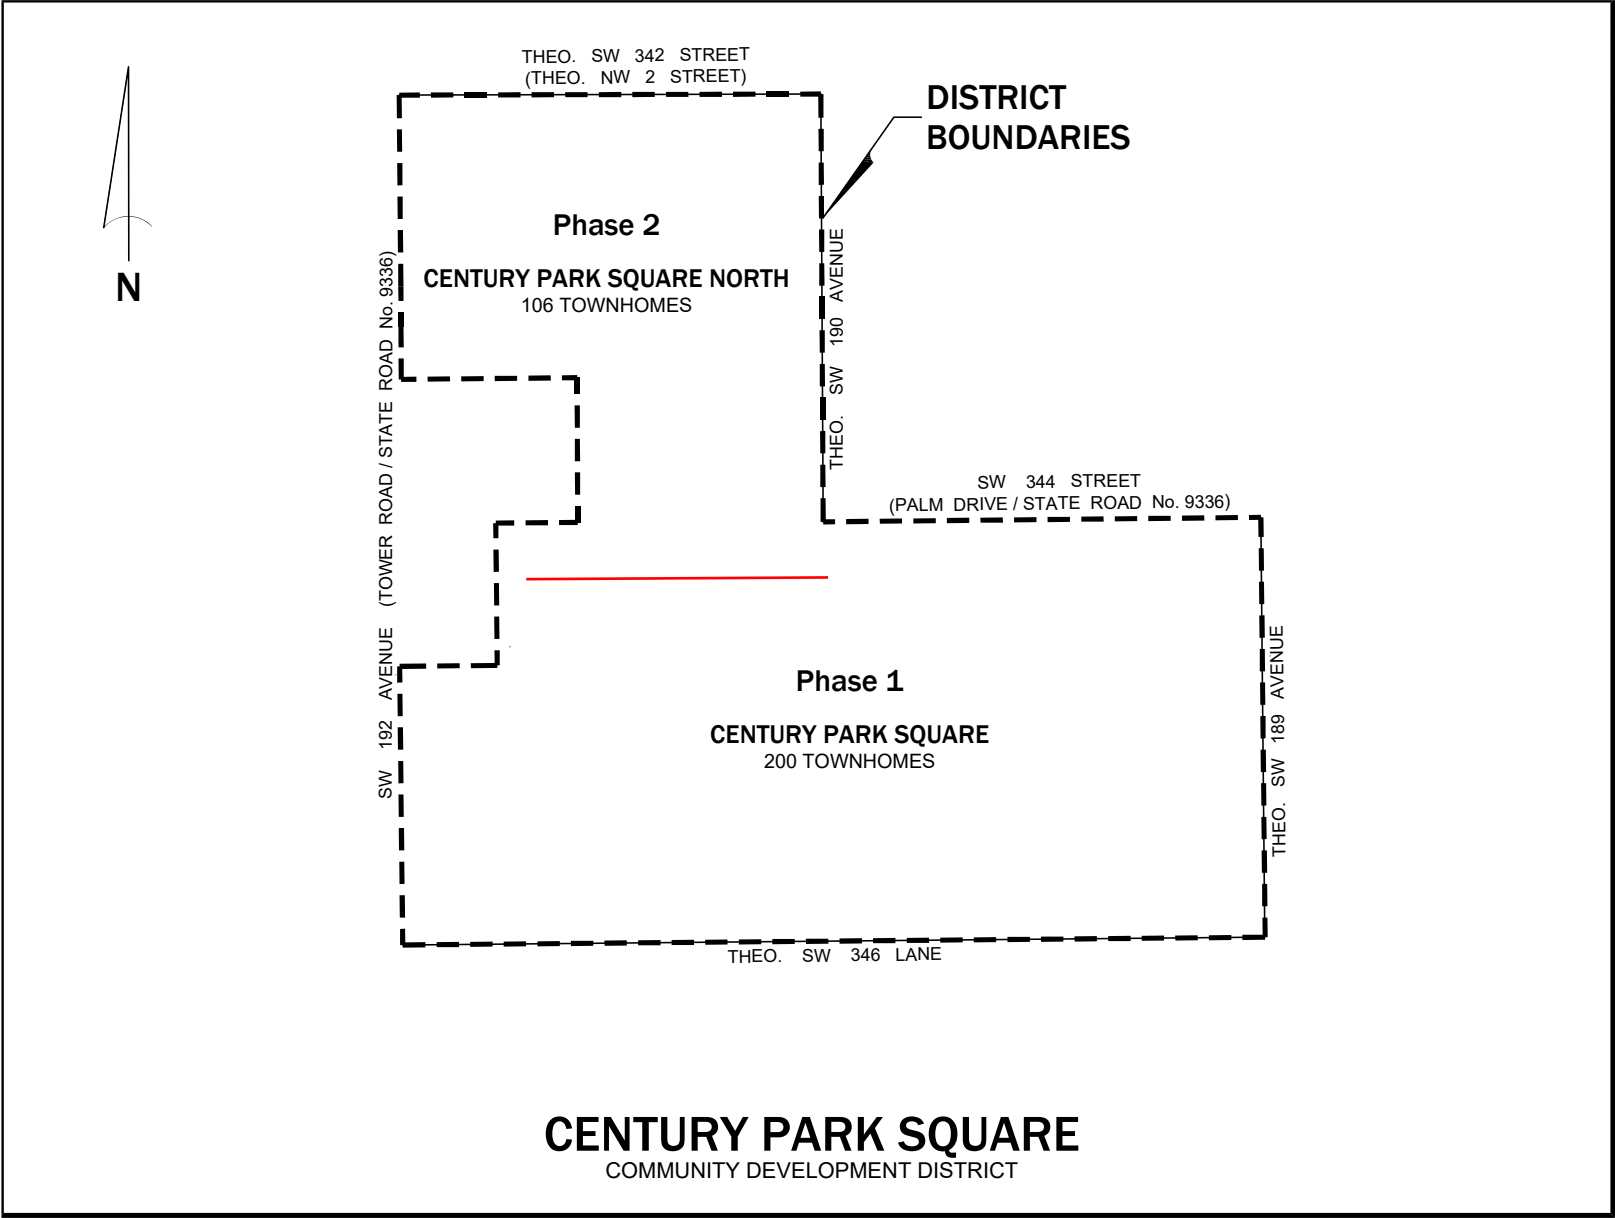 THEO. SW 342 STREET
(THEO. NW 2 STREET)
DISTRICT
BOUNDARIES
N
Phase 2
CENTURY PARK SQUARE NORTH
106 TOWNHOMES
THEO. SW 190 AVENUE
SW 192 AVENUE (TOWER ROAD / STATE ROAD No. 9336)
SW 344 STREET
(PALM DRIVE / STATE ROAD No. 9336)
Phase 1
CENTURY PARK SQUARE
200 TOWNHOMES
THEO. SW 189 AVENUE
THEO. SW 346 LANE
CENTURY PARK SQUARE
COMMUNITY DEVELOPMENT DISTRICT